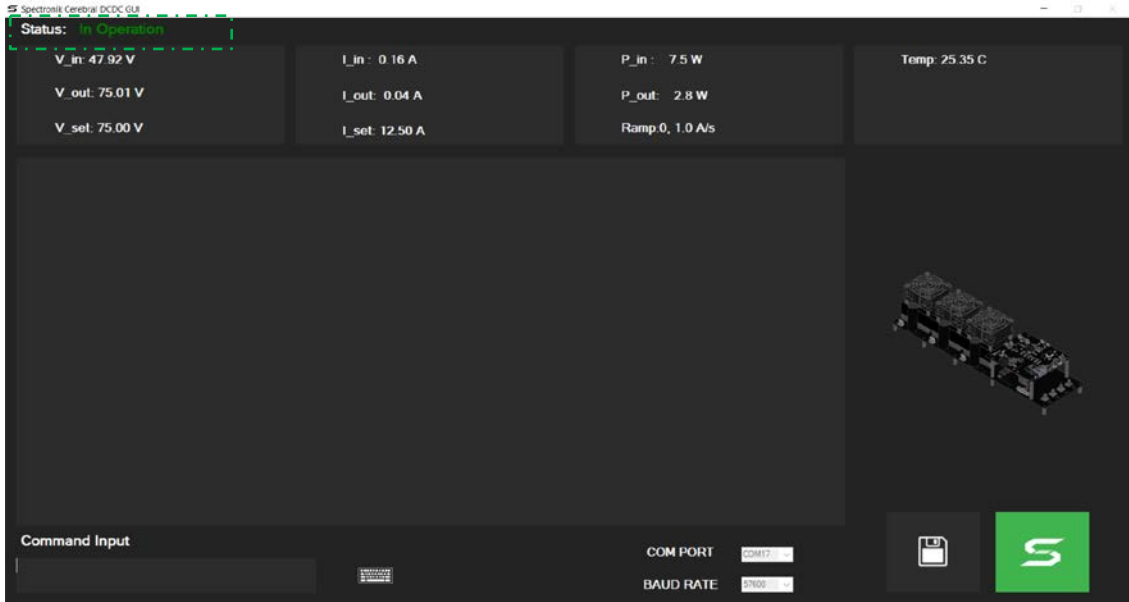 Spectronik Cerebral DCDC GUI
Status: In Operation
V_in: 47.92 V
I_in : 0.16 A
P_in : 7.5 W
Temp: 25.35 C
V_out: 75.01 V
I_out: 0.04 A
P_out: 2.8 W
V_set: 75.00 V
I_set: 12.50 A
Ramp:0, 1.0 A/s
Command Input
COM PORT COM17
BAUD RATE 57600